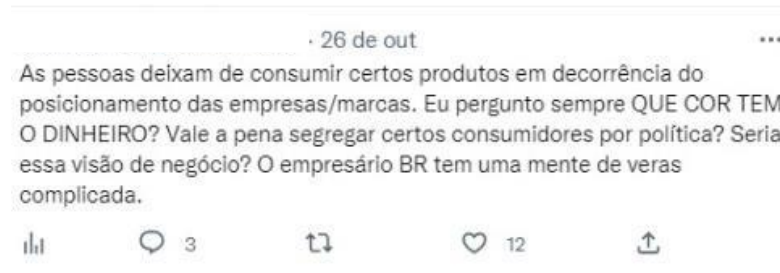 · 26 de out
As pessoas deixam de consumir certos produtos em decorrência do
posicionamento das empresas/marcas. Eu pergunto sempre QUE COR TEM
O DINHEIRO? Vale a pena segregar certos consumidores por política? Seria
essa visão de negócio? O empresário BR tem uma mente de veras
complicada.
3 12